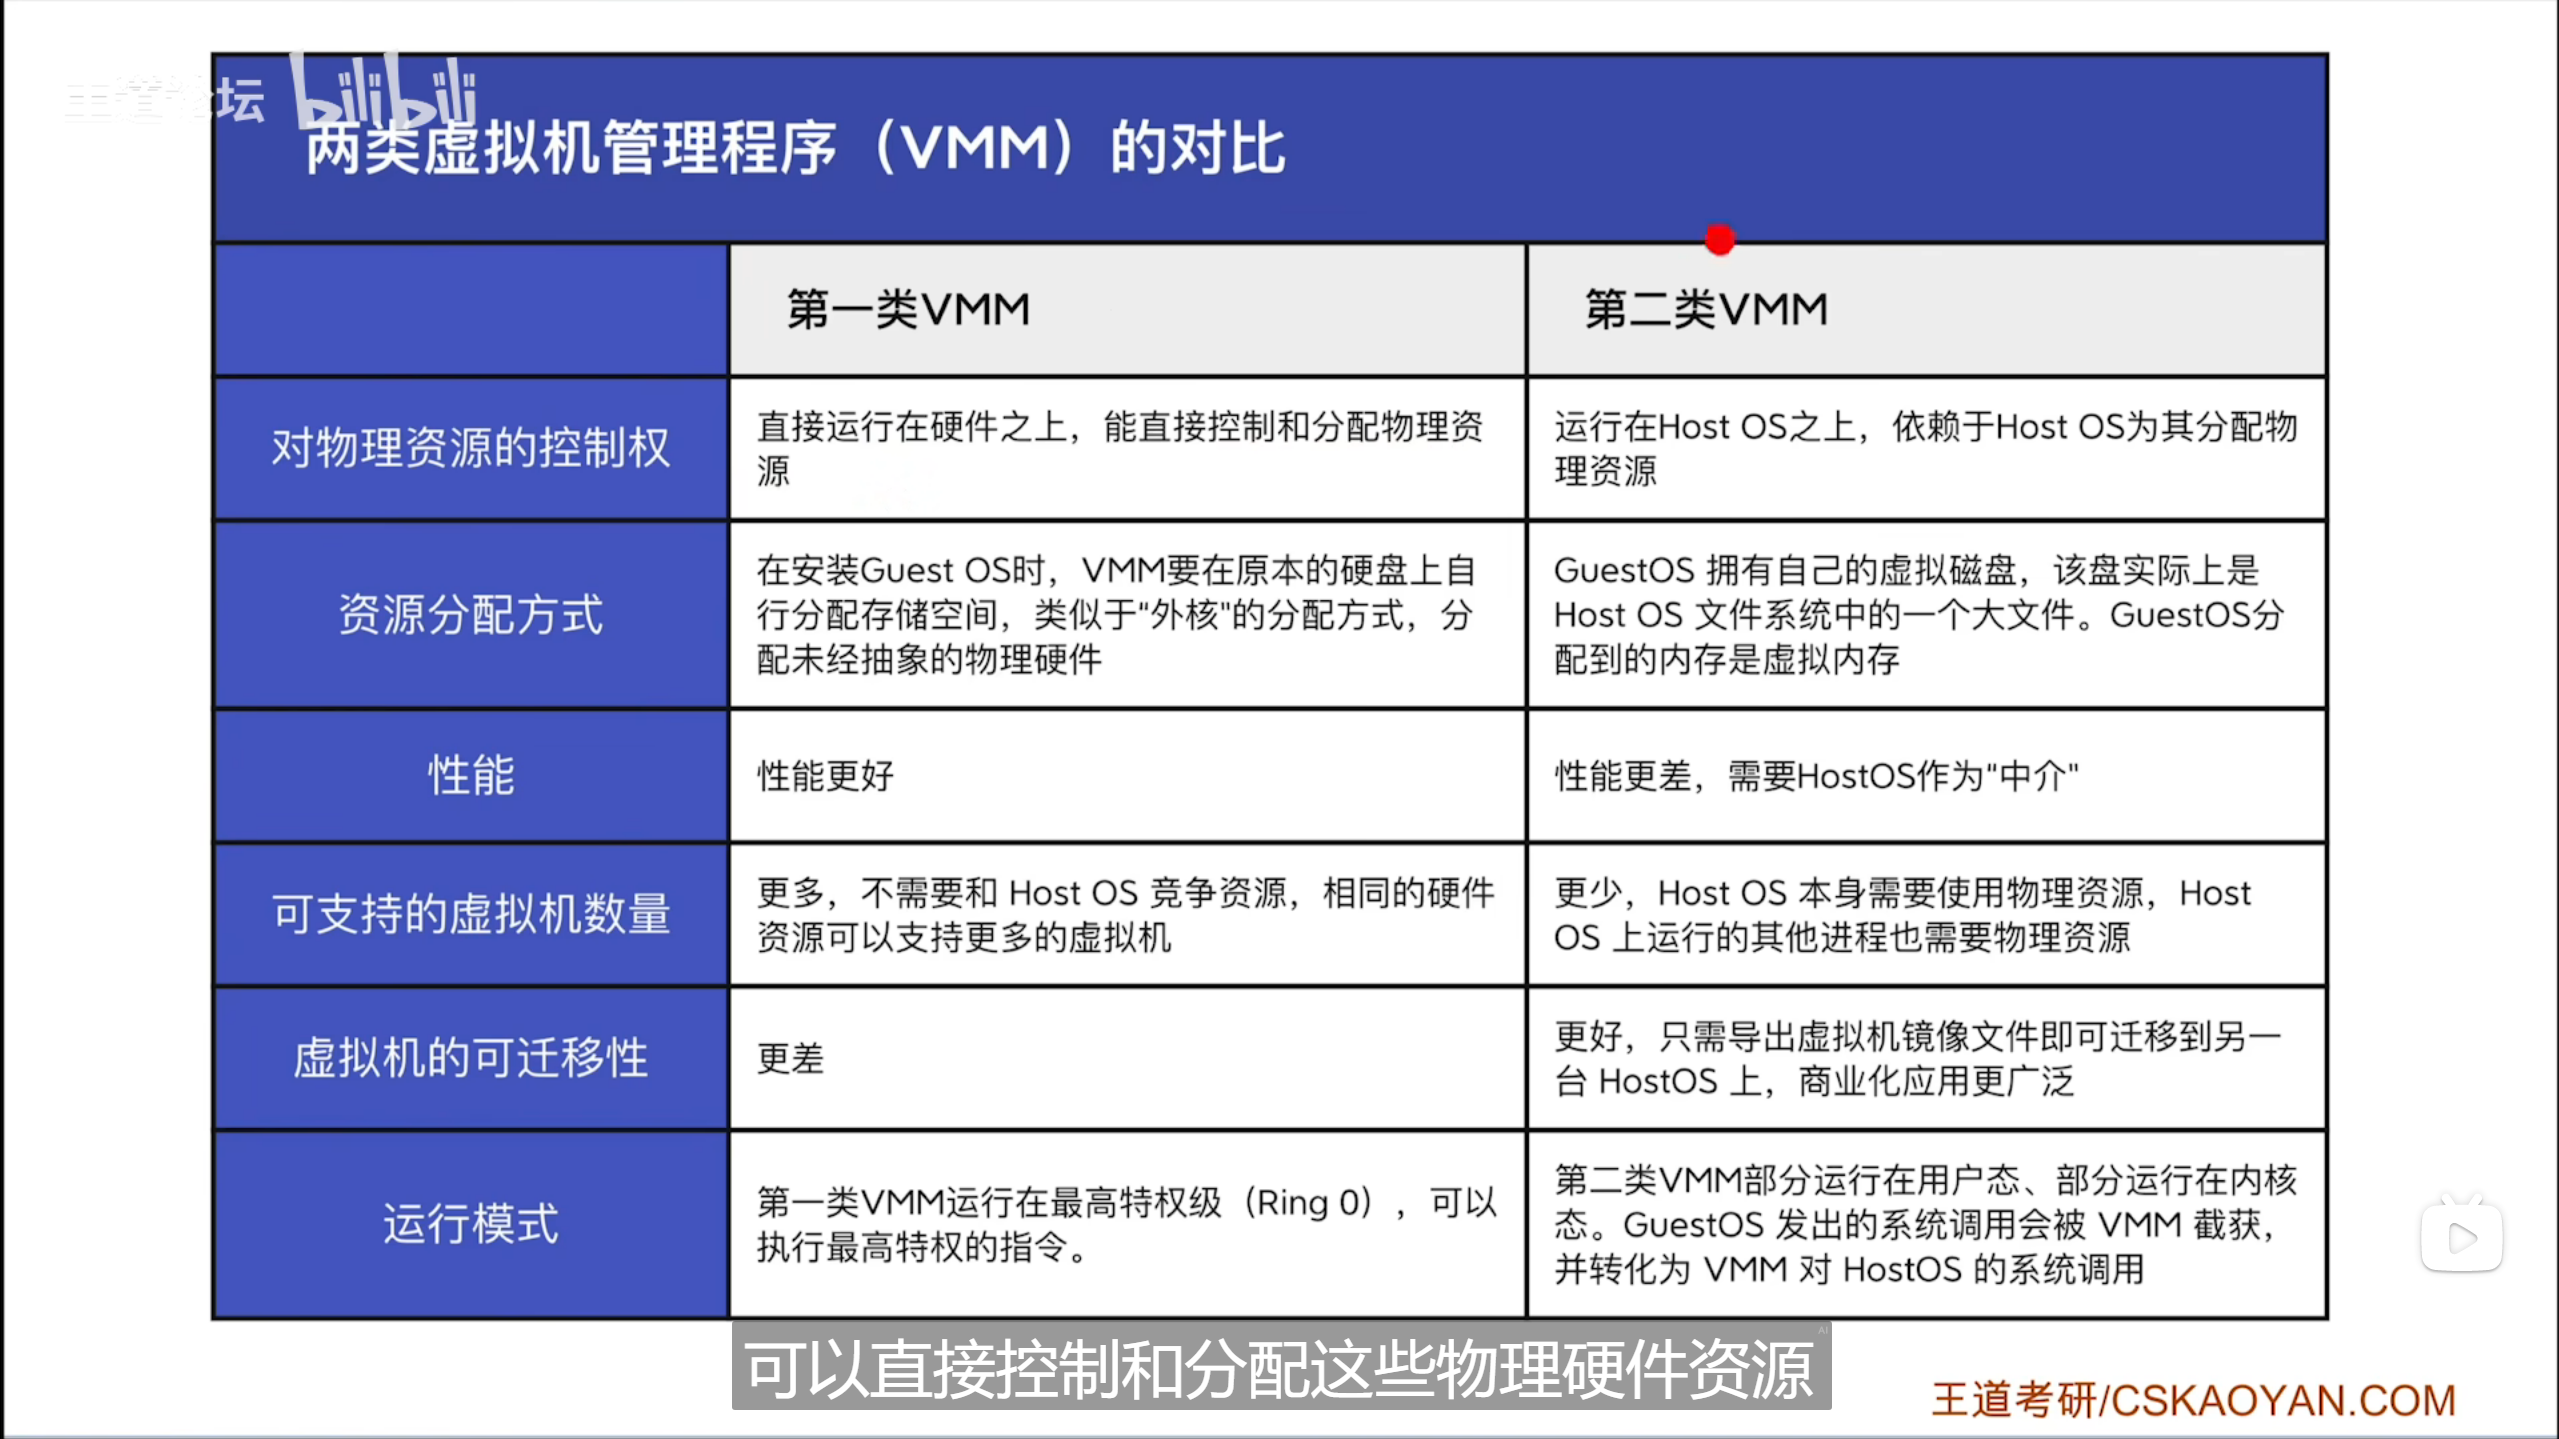 王道论坛 bilibili
两类虚拟机管理程序（VMM）的对比
第一类VMM
第二类VMM
对物理资源的控制权
直接运行在硬件之上，能直接控制和分配物理资
源
运行在Host OS之上，依赖于Host OS为其分配物
理资源
资源分配方式
在安装Guest OS时，VMM要在原本的硬盘上自
行分配存储空间，类似于“外核”的分配方式，分
配未经抽象的物理硬件
GuestOS 拥有自己的虚拟磁盘，该盘实际上是
Host OS 文件系统中的一个大文件。GuestOS分
配到的内存是虚拟内存
性能
性能更好
性能更差，需要HostOS作为“中介”
可支持的虚拟机数量
更多，不需要和 Host OS 竞争资源，相同的硬件
资源可以支持更多的虚拟机
更少，Host OS 本身需要使用物理资源，Host
OS 上运行的其他进程也需要物理资源
虚拟机的可迁移性
更差
更好，只需导出虚拟机镜像文件即可迁移到另一
台 HostOS 上，商业化应用更广泛
运行模式
第一类VMM运行在最高特权级（Ring 0），可以
执行最高特权的指令。
第二类VMM部分运行在用户态、部分运行在内核
态。GuestOS 发出的系统调用会被 VMM 截获，
并转化为 VMM 对 HostOS 的系统调用
可以直接控制和分配这些物理硬件资源
AI
王道考研/CSKAOYAN.COM